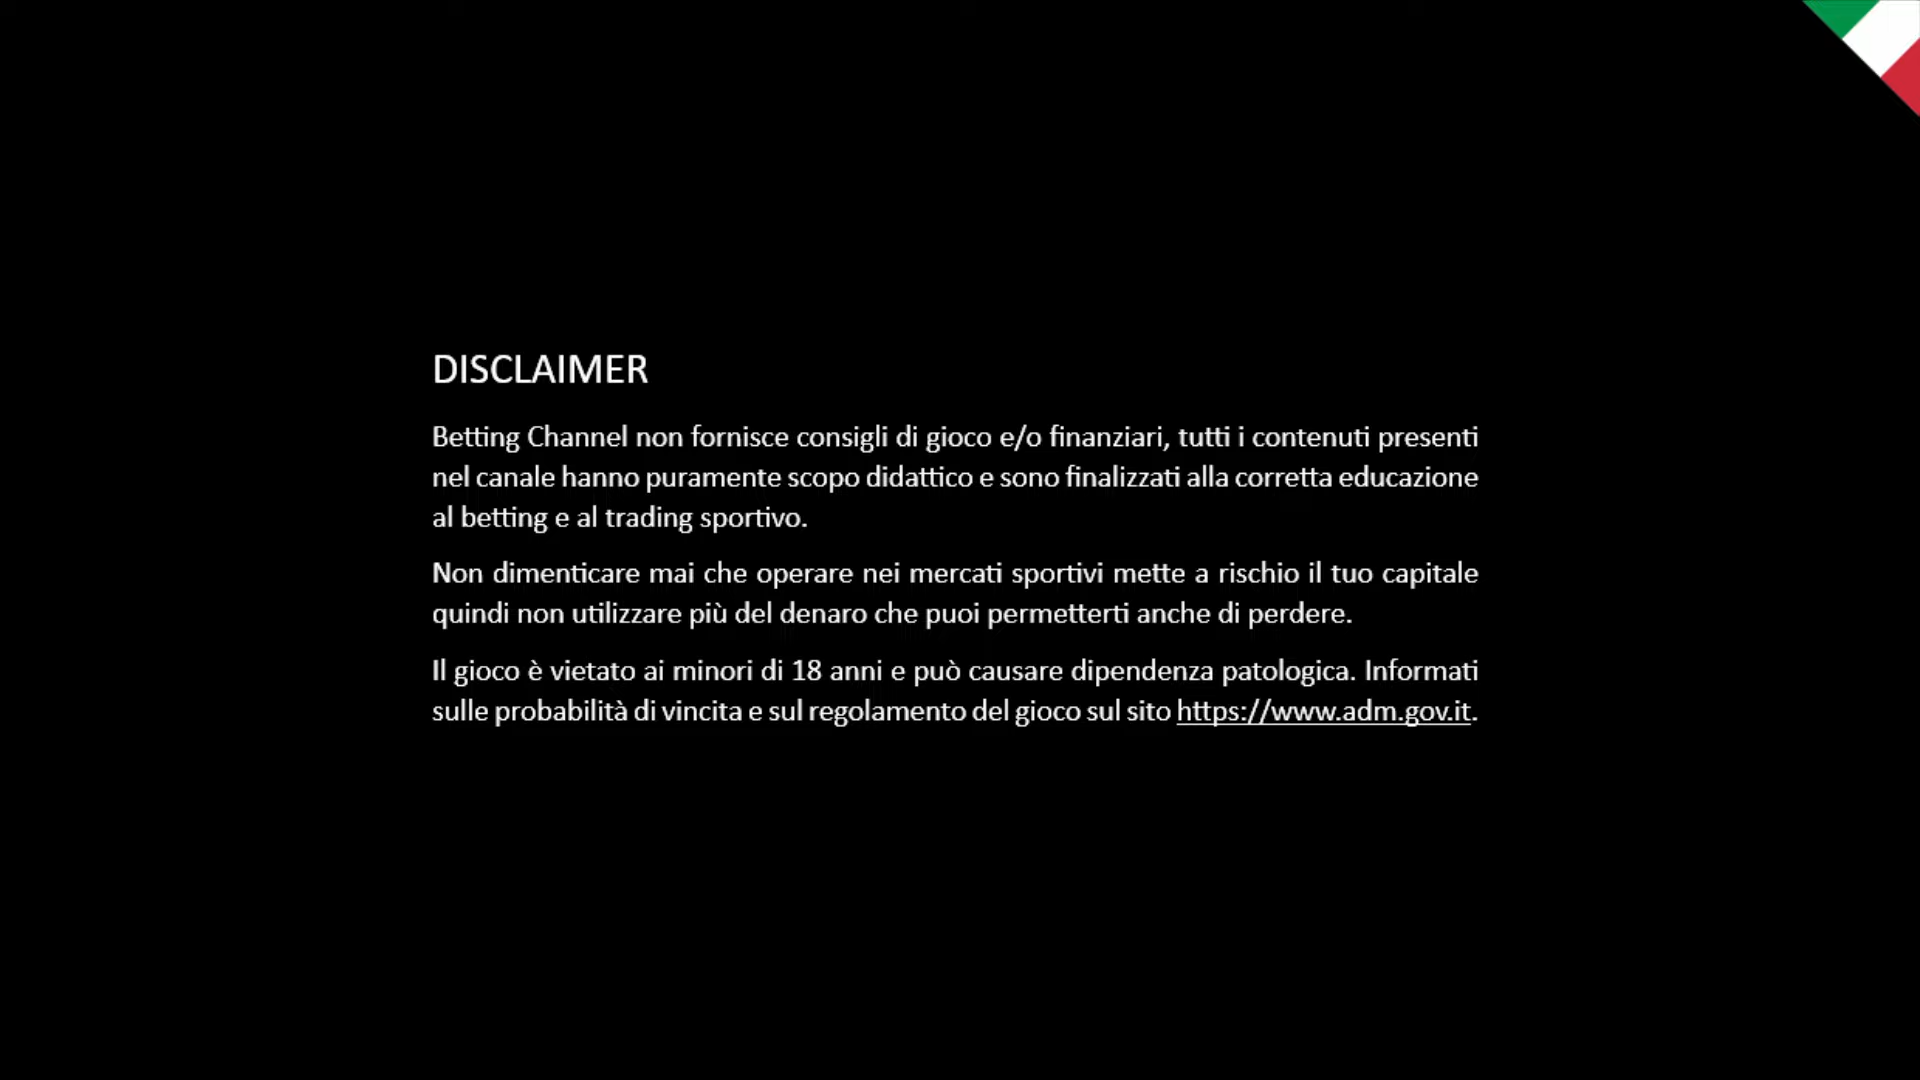 DISCLAIMER
Betting Channel non fornisce consigli di gioco e/o finanziari, tutti i contenuti presenti
nel canale hanno puramente scopo didattico e sono finalizzati alla corretta educazione
al betting e al trading sportivo.
Non dimenticare mai che operare nei mercati sportivi mette a rischio il tuo capitale
quindi non utilizzare più del denaro che puoi permetterti anche di perdere.
Il gioco è vietato ai minori di 18 anni e può causare dipendenza patologica. Informati
sulle probabilità di vincita e sul regolamento del gioco sul sito https://www.adm.gov.it.